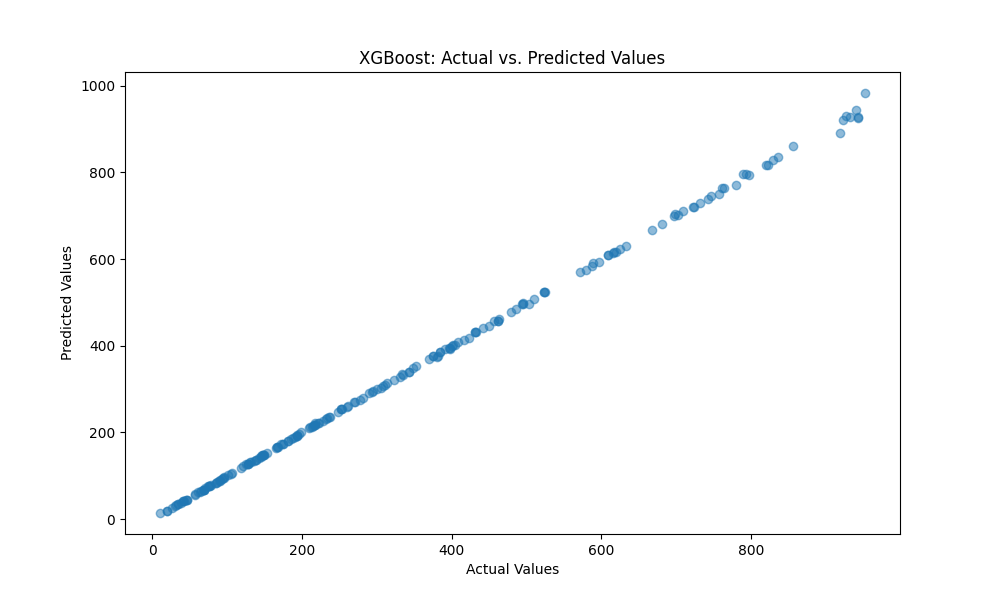 XGBoost: Actual vs. Predicted Values
1000
800
600
400
200
0
Predicted Values
0 200 400 600 800
Actual Values